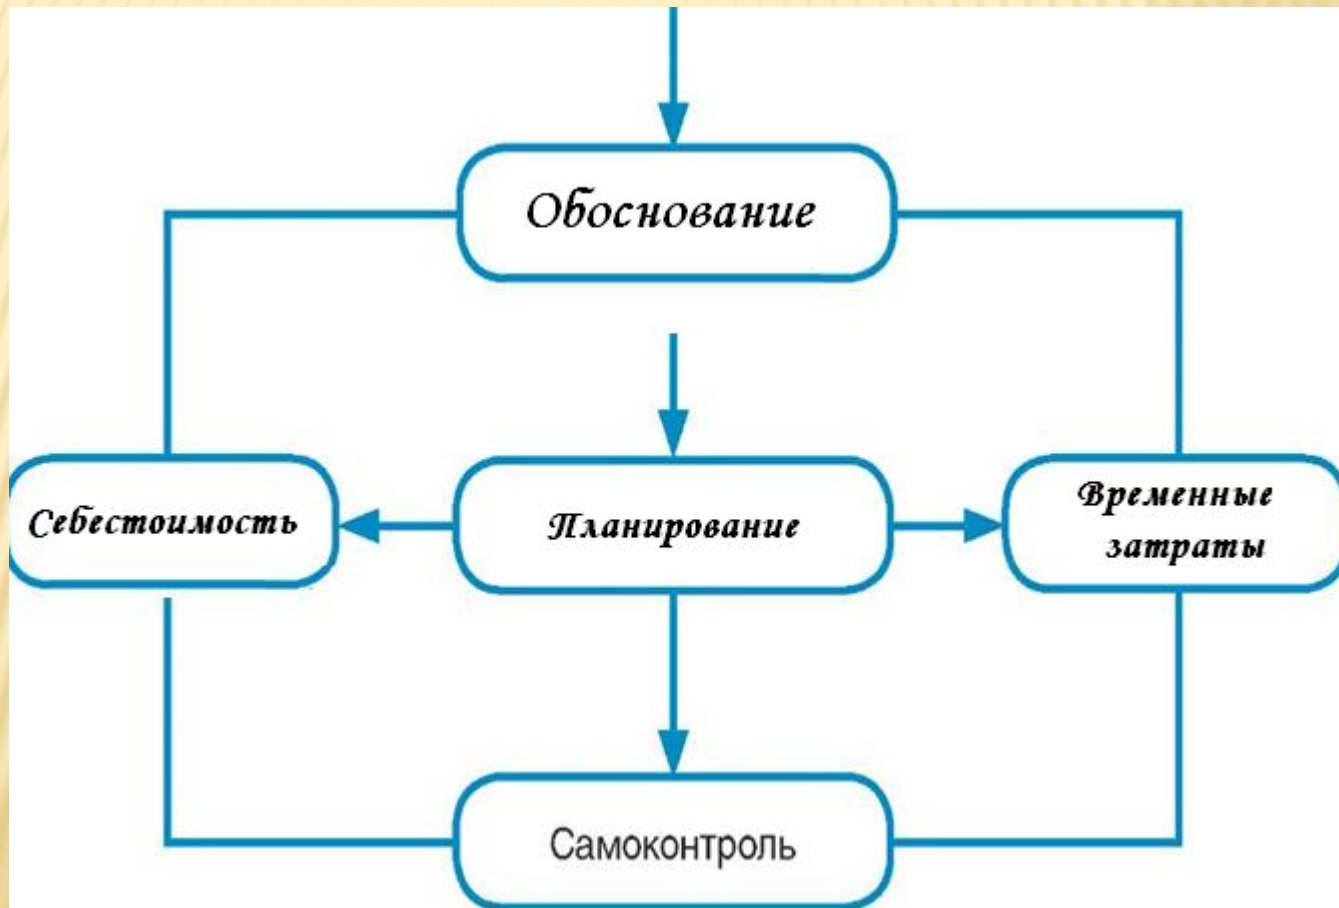 Обоснование
Себестоимость
Планирование
Временные
затраты
Самоконтроль